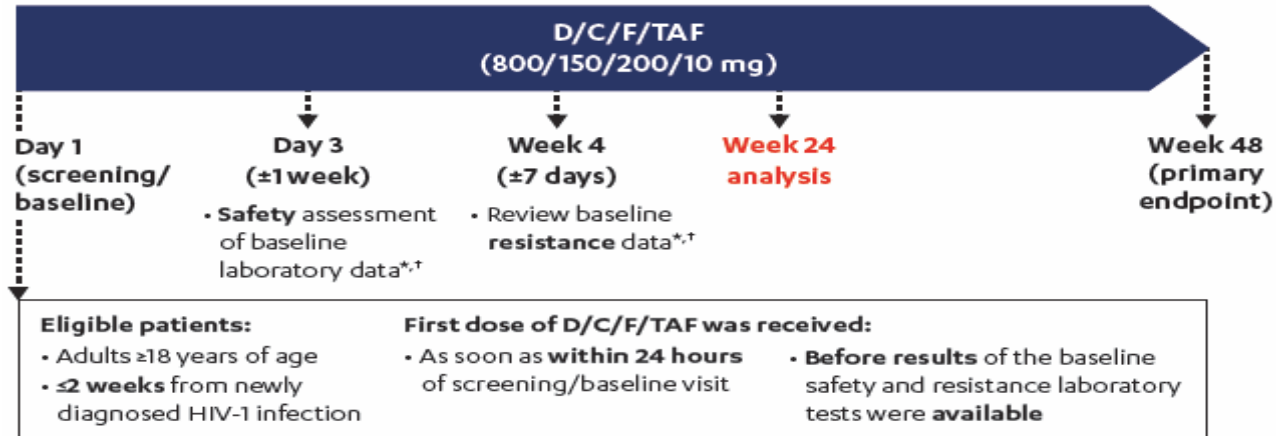 D/C/F/TAF
(800/150/200/10 mg)
Day 1
(screening/
baseline)
Day 3
(±1 week)
• Safety assessment
of baseline
laboratory data*,†
Week 4
(±7 days)
• Review baseline
resistance data*,†
Week 24
analysis
Week 48
(primary
endpoint)
Eligible patients:
• Adults ≥18 years of age
• ≤2 weeks from newly
diagnosed HIV-1 infection
First dose of D/C/F/TAF was received:
• As soon as within 24 hours
of screening/baseline visit
• Before results of the baseline
safety and resistance laboratory
tests were available